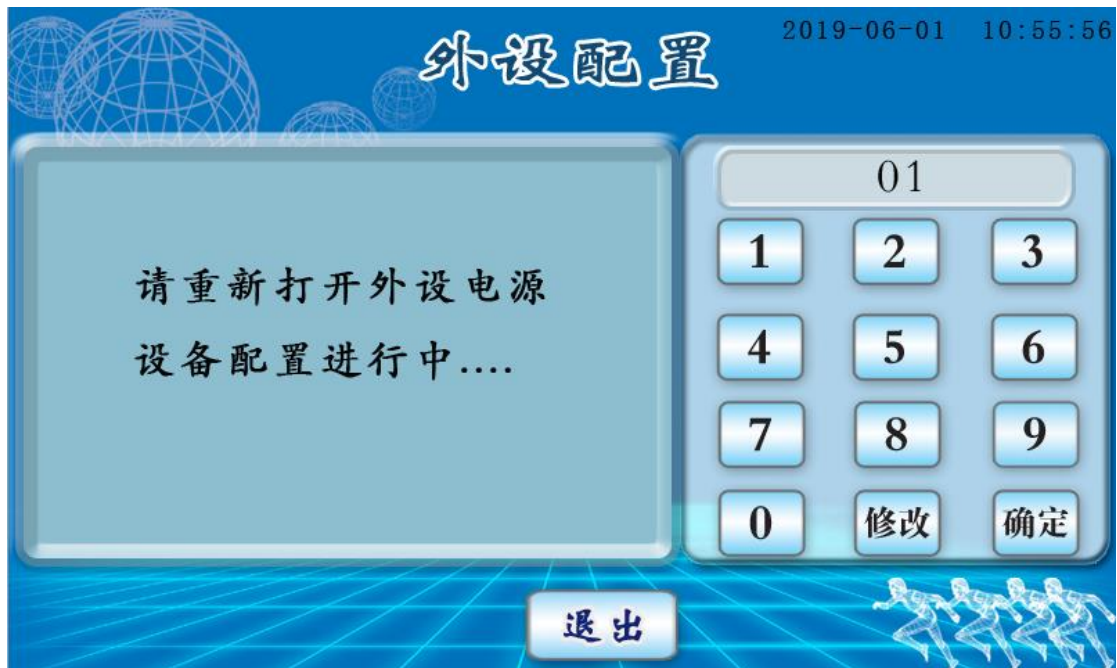 外设配置
2019-06-01 10:55:56
请重新打开外设电源
设备配置进行中....
01
1 2 3
4 5 6
7 8 9
0 修改 确定
退出